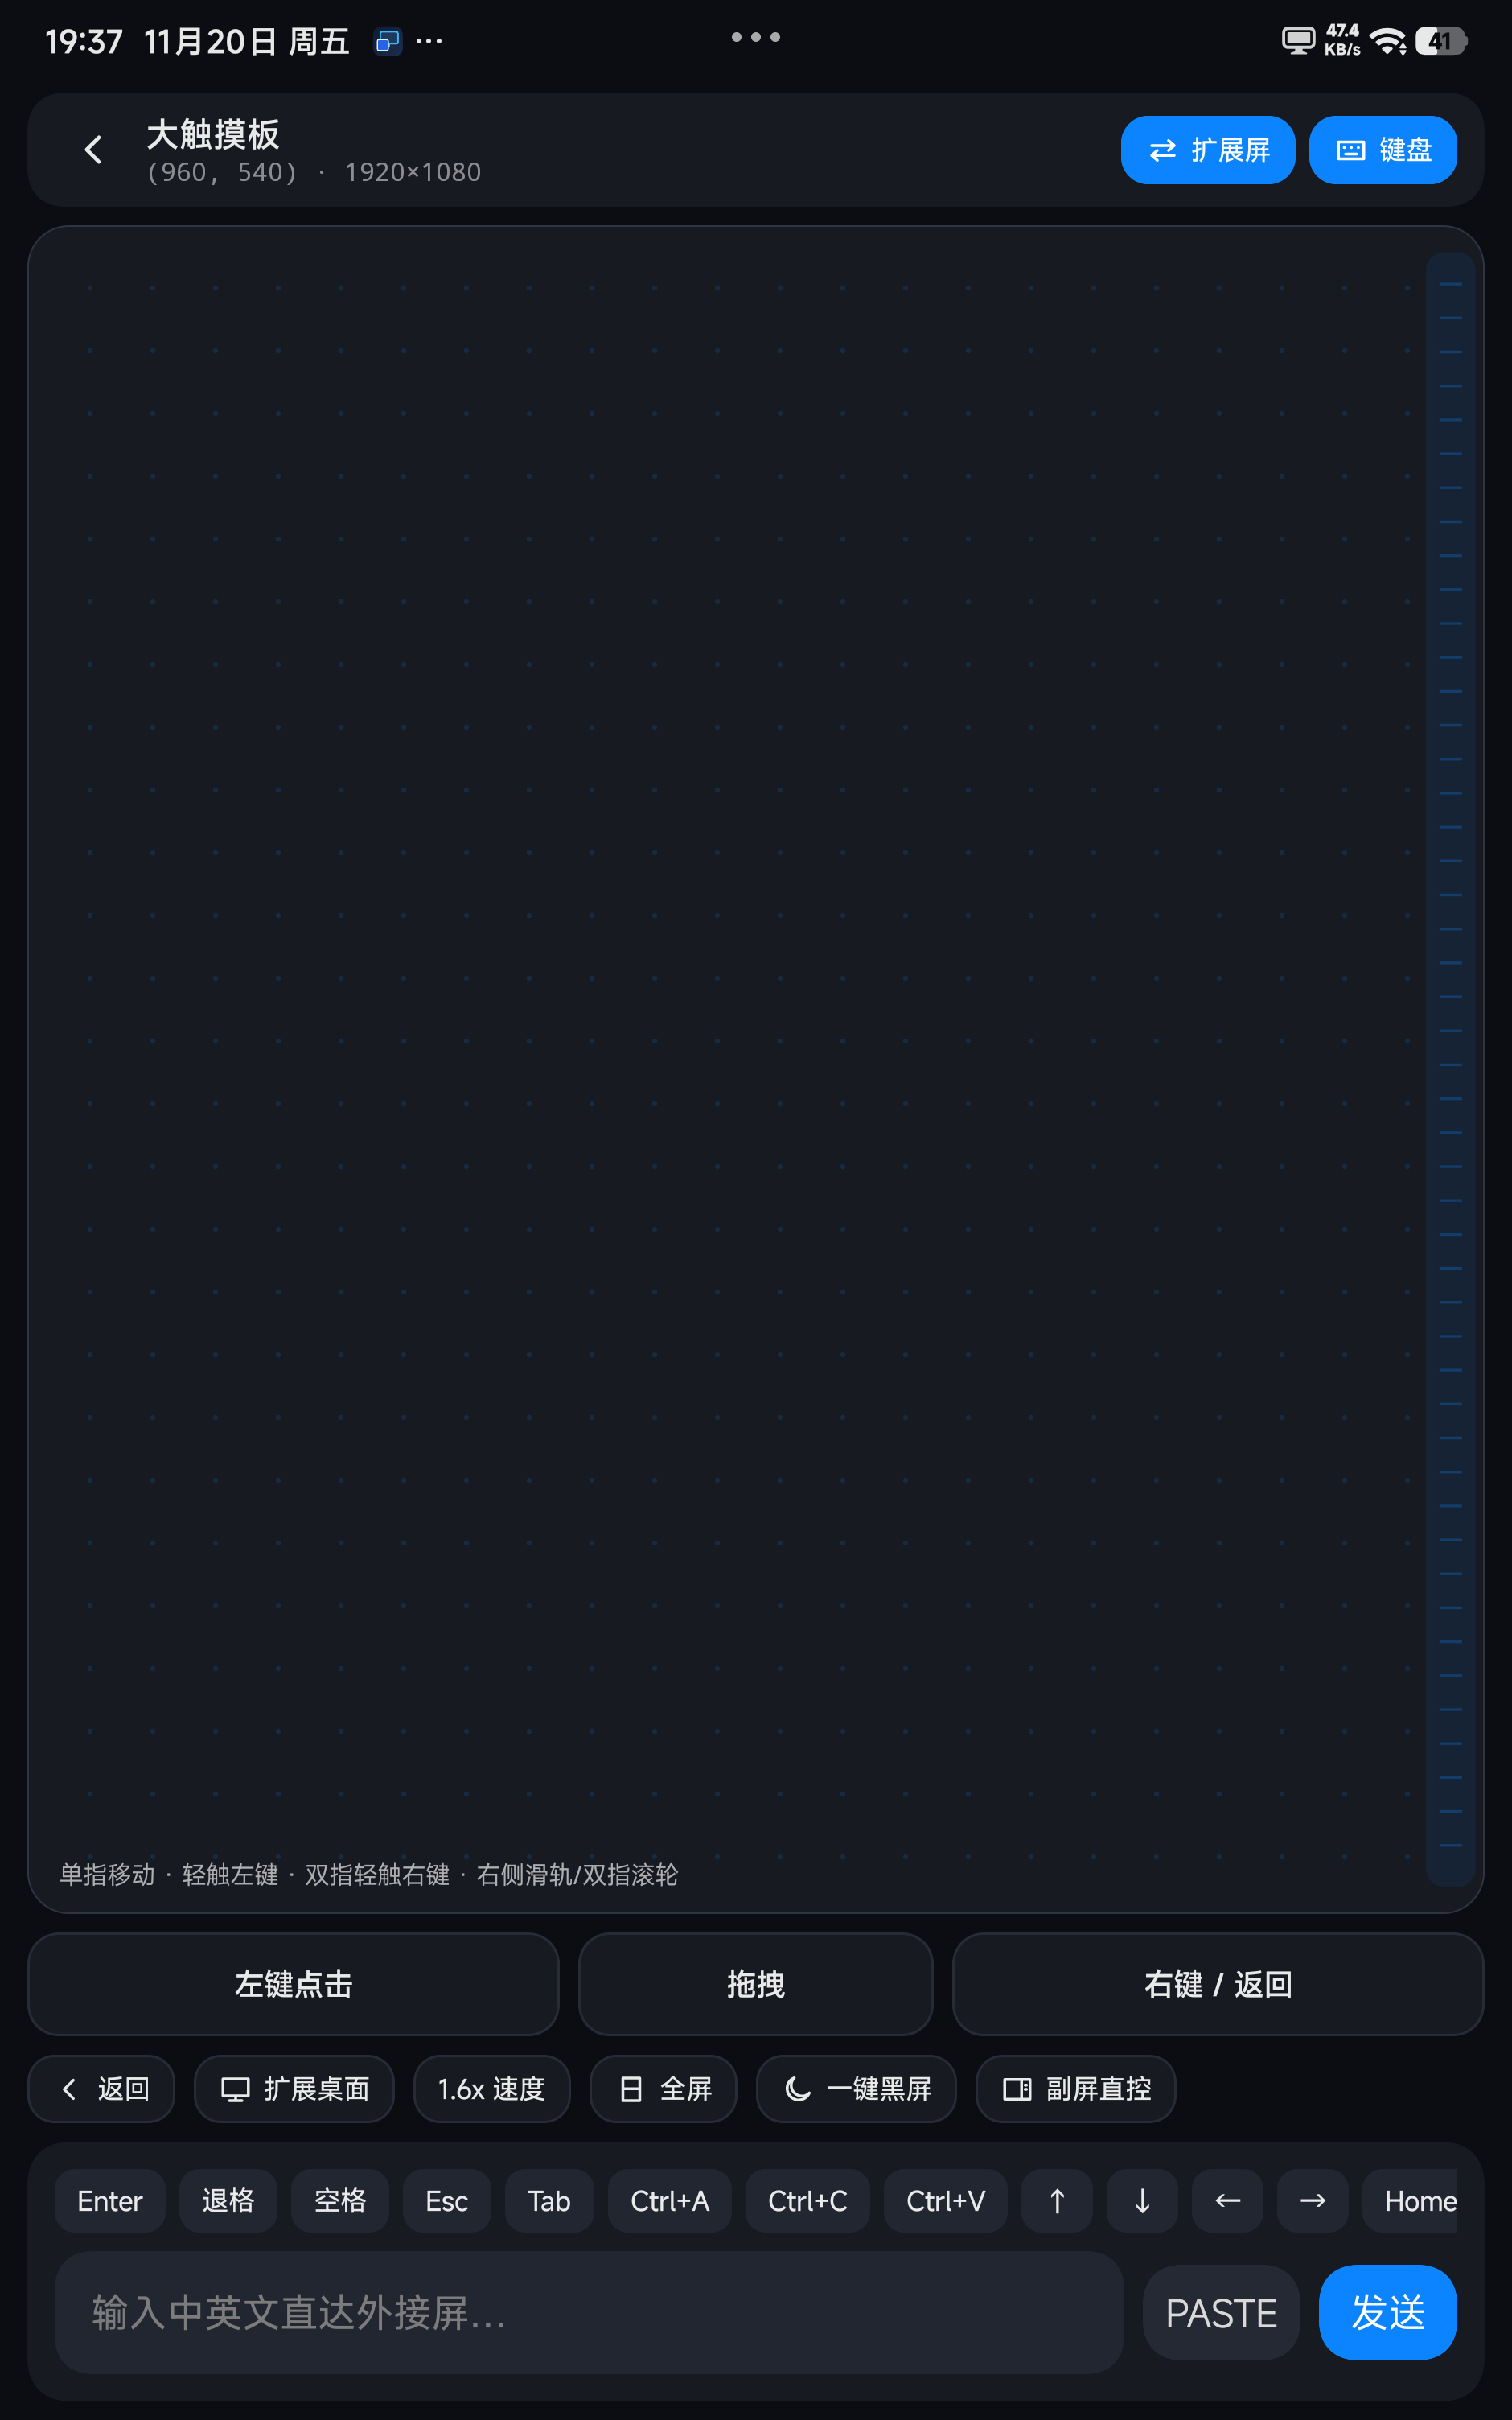 19:37 11月20日 周五 ··· 47.4 KB/s 41
大触摸板
(960, 540) · 1920×1080
扩展屏 键盘
单指移动 · 轻触左键 · 双指轻触右键 · 右侧滑轨/双指滚轮
左键点击 拖拽 右键 / 返回
返回 扩展桌面 1.6x 速度 全屏 一键黑屏 副屏直控
Enter 退格 空格 Esc Tab Ctrl+A Ctrl+C Ctrl+V ↑ ↓ ← → Home
输入中英文直达外接屏... PASTE 发送